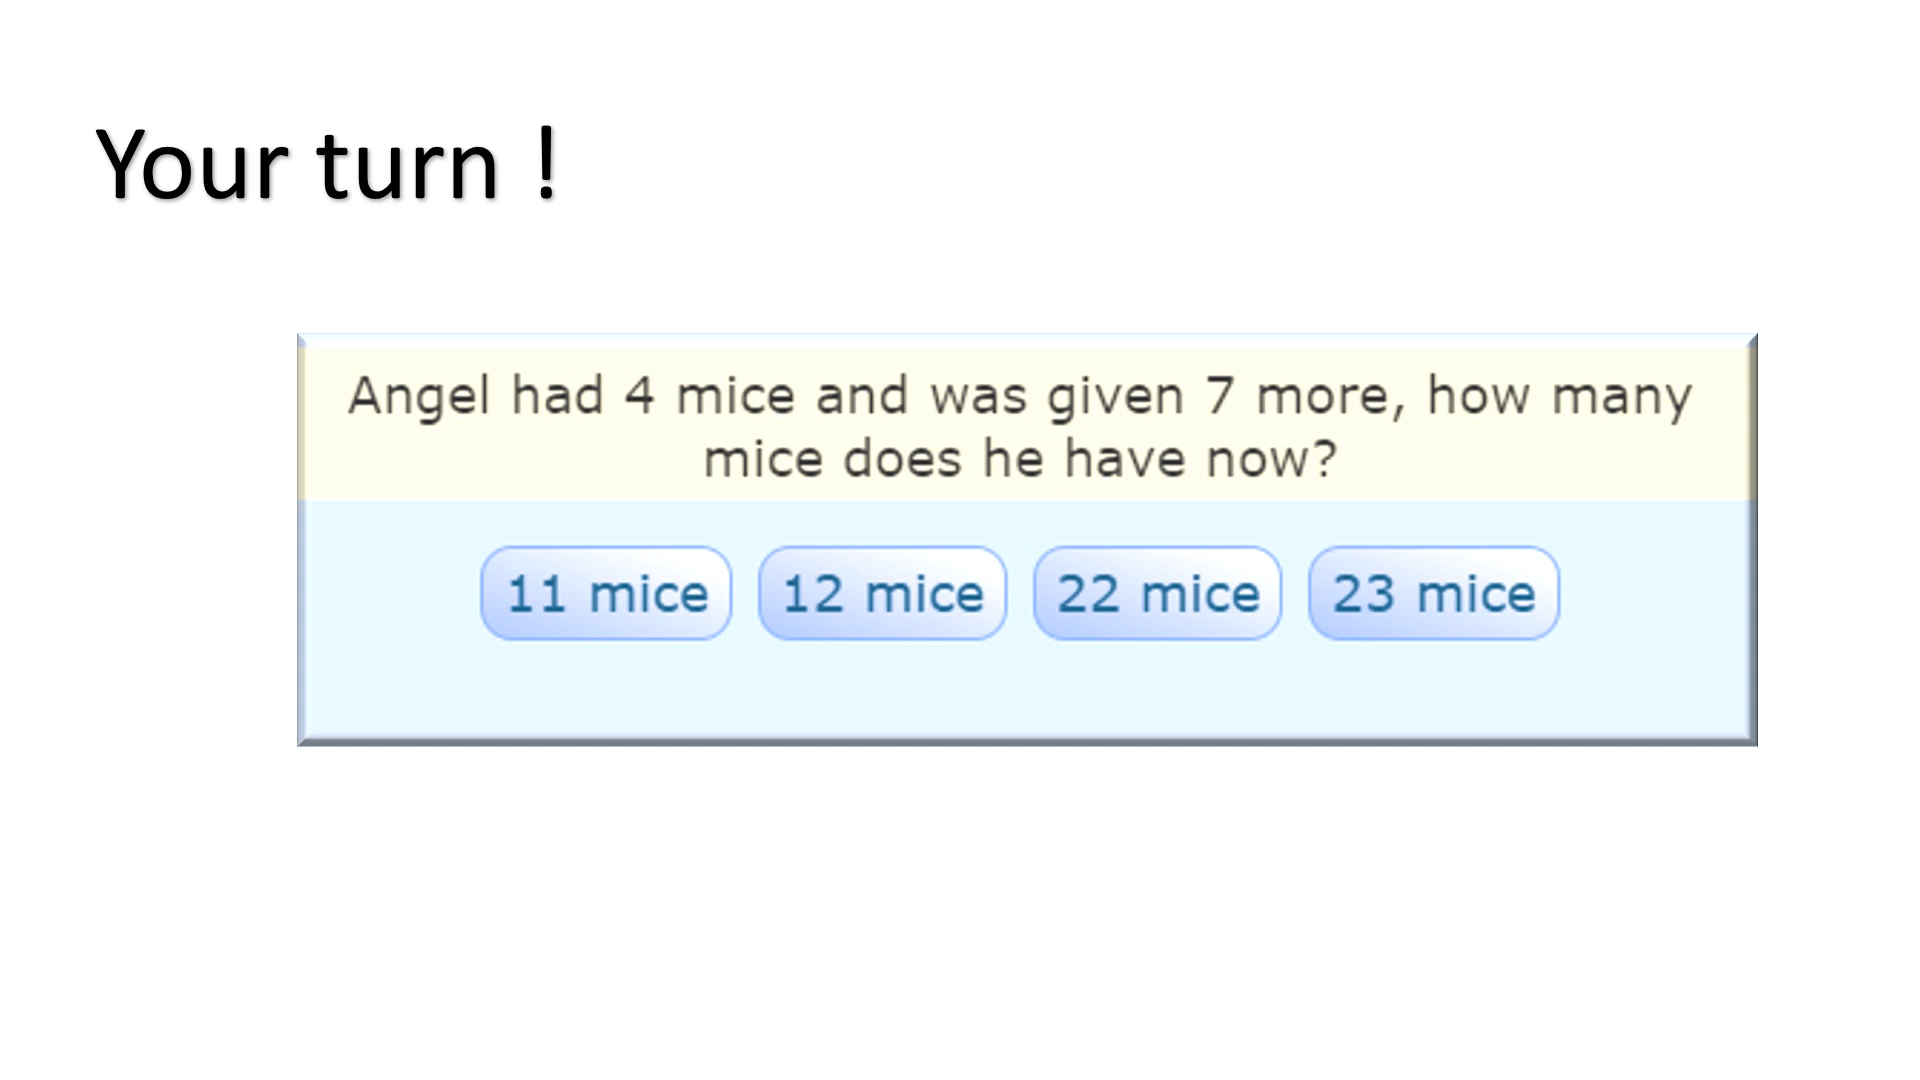 Your turn !
Angel had 4 mice and was given 7 more, how many
mice does he have now?
11 mice 12 mice 22 mice 23 mice